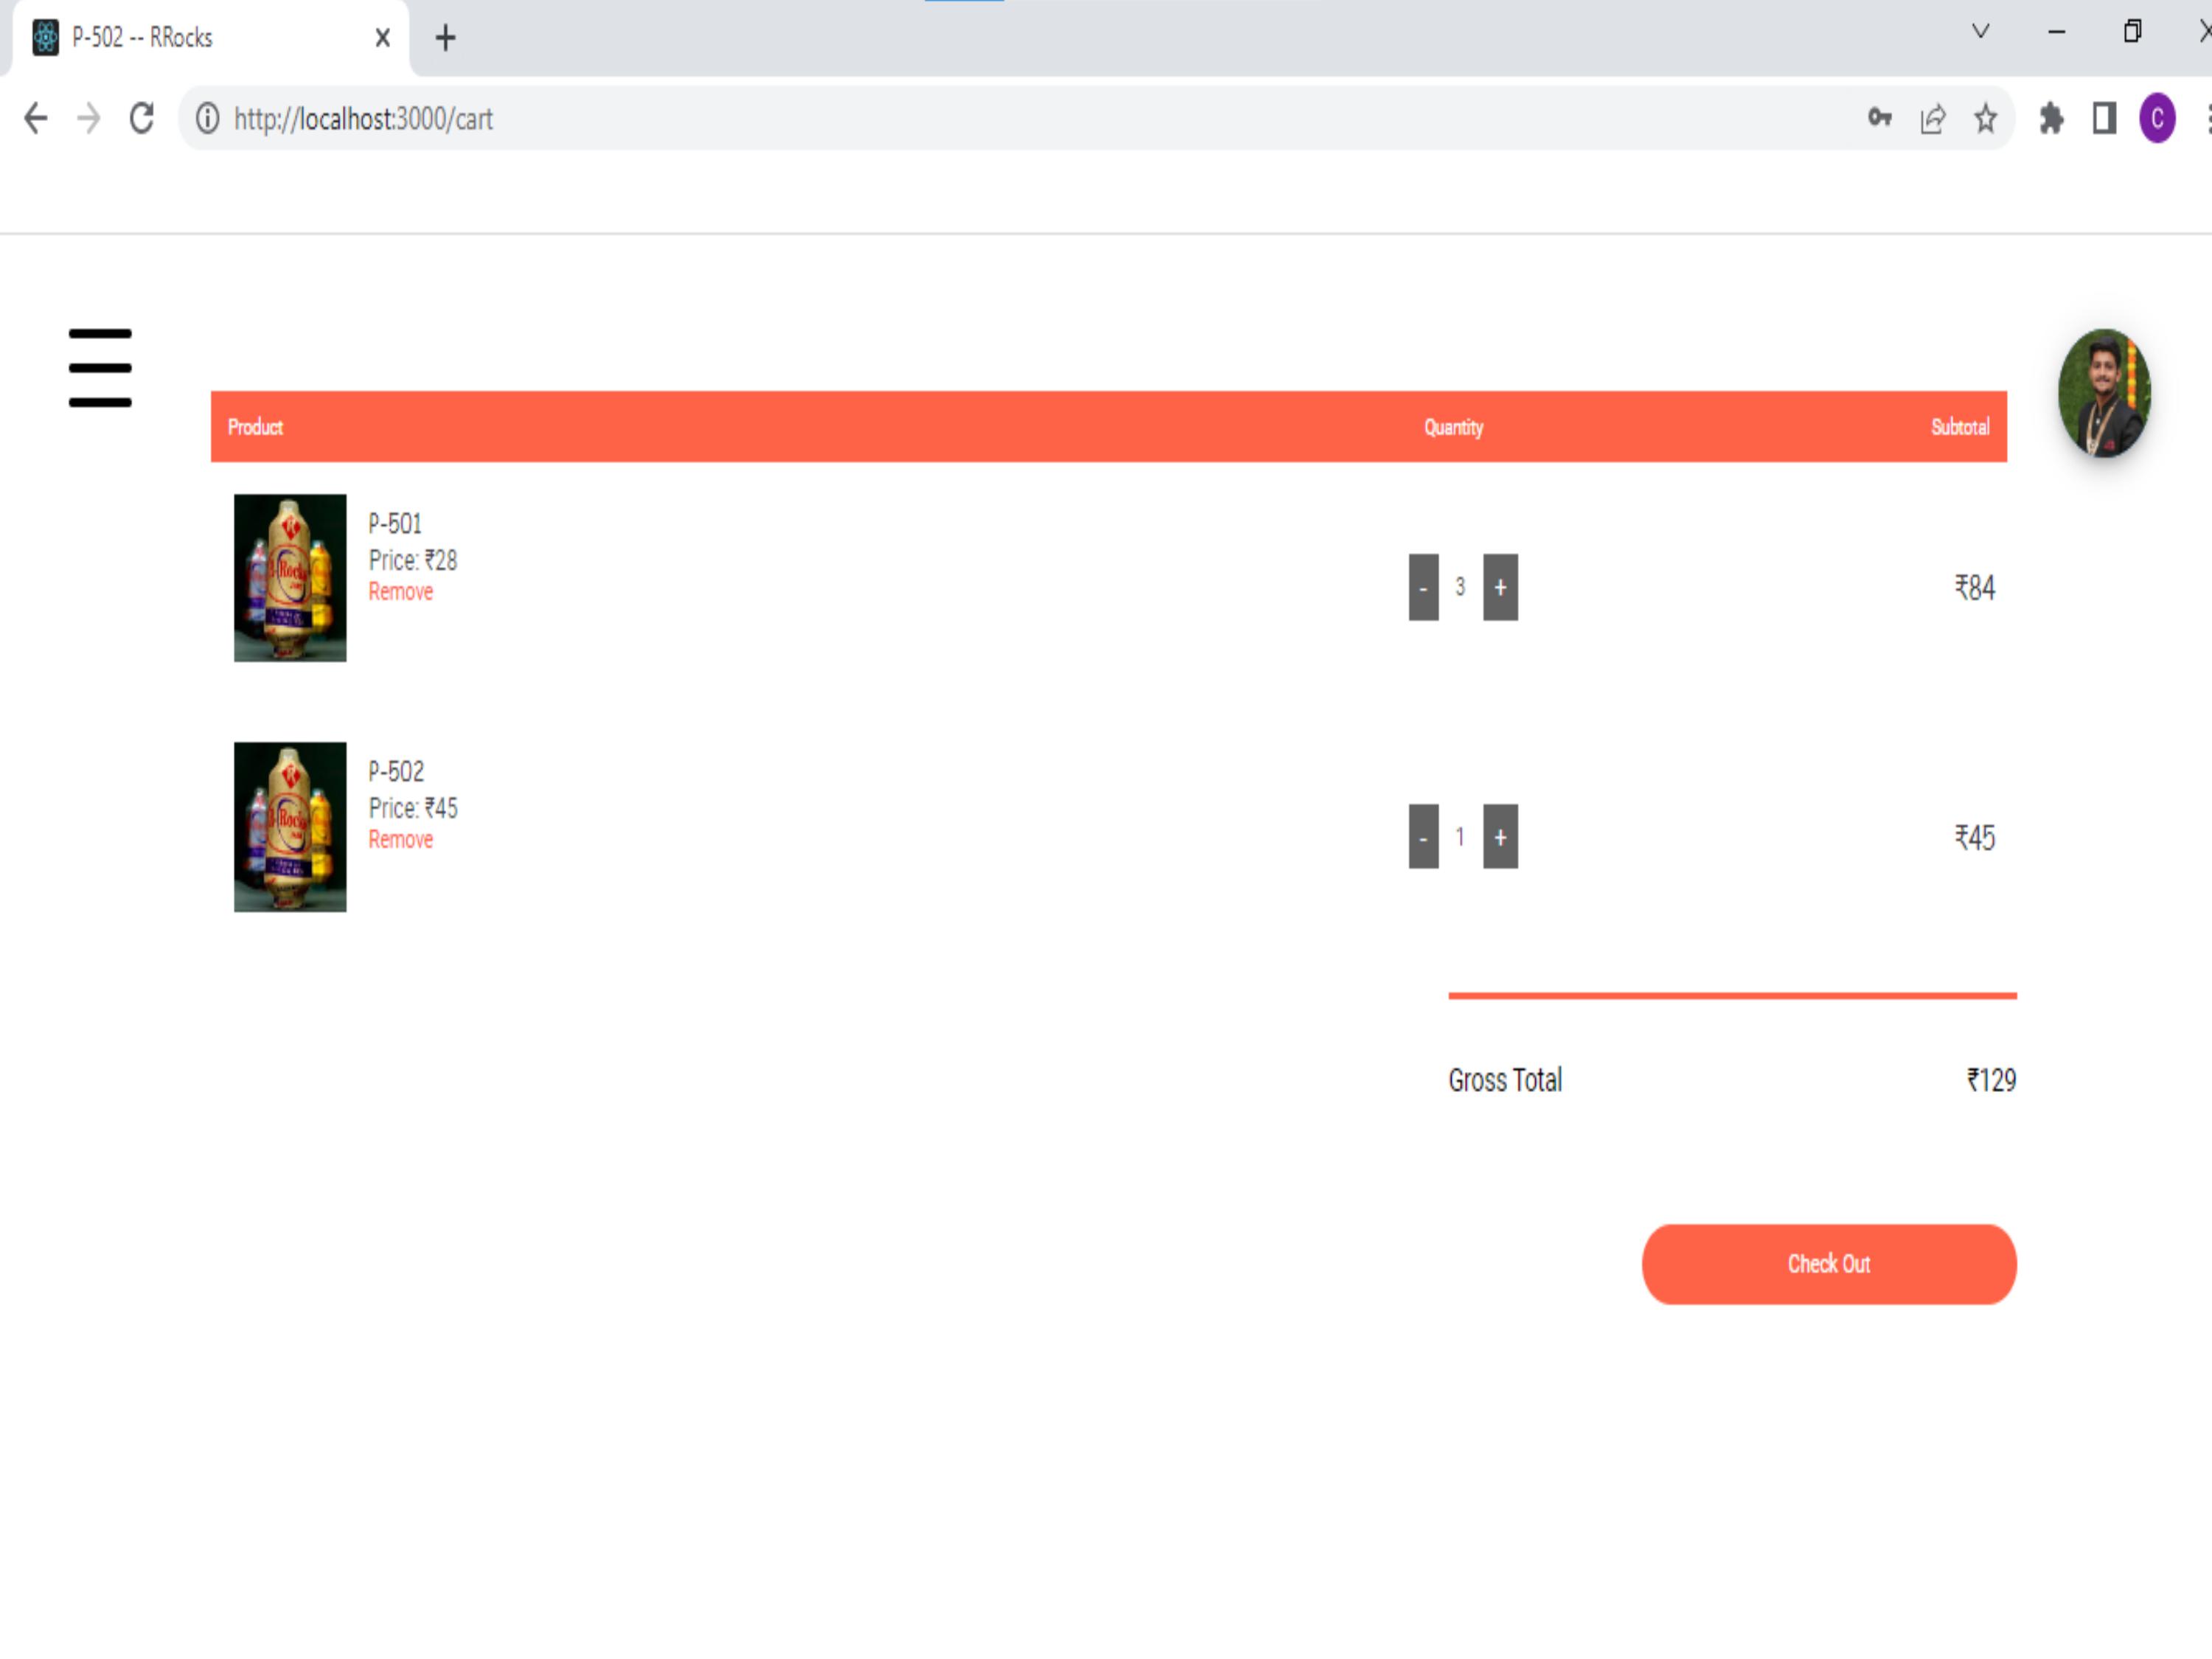 P-502 -- RRocks
http://localhost:3000/cart
C
Product Quantity Subtotal
P-501
Price: ₹28
Remove
- 3 +
₹84
P-502
Price: ₹45
Remove
- 1 +
₹45
Gross Total ₹129
Check Out